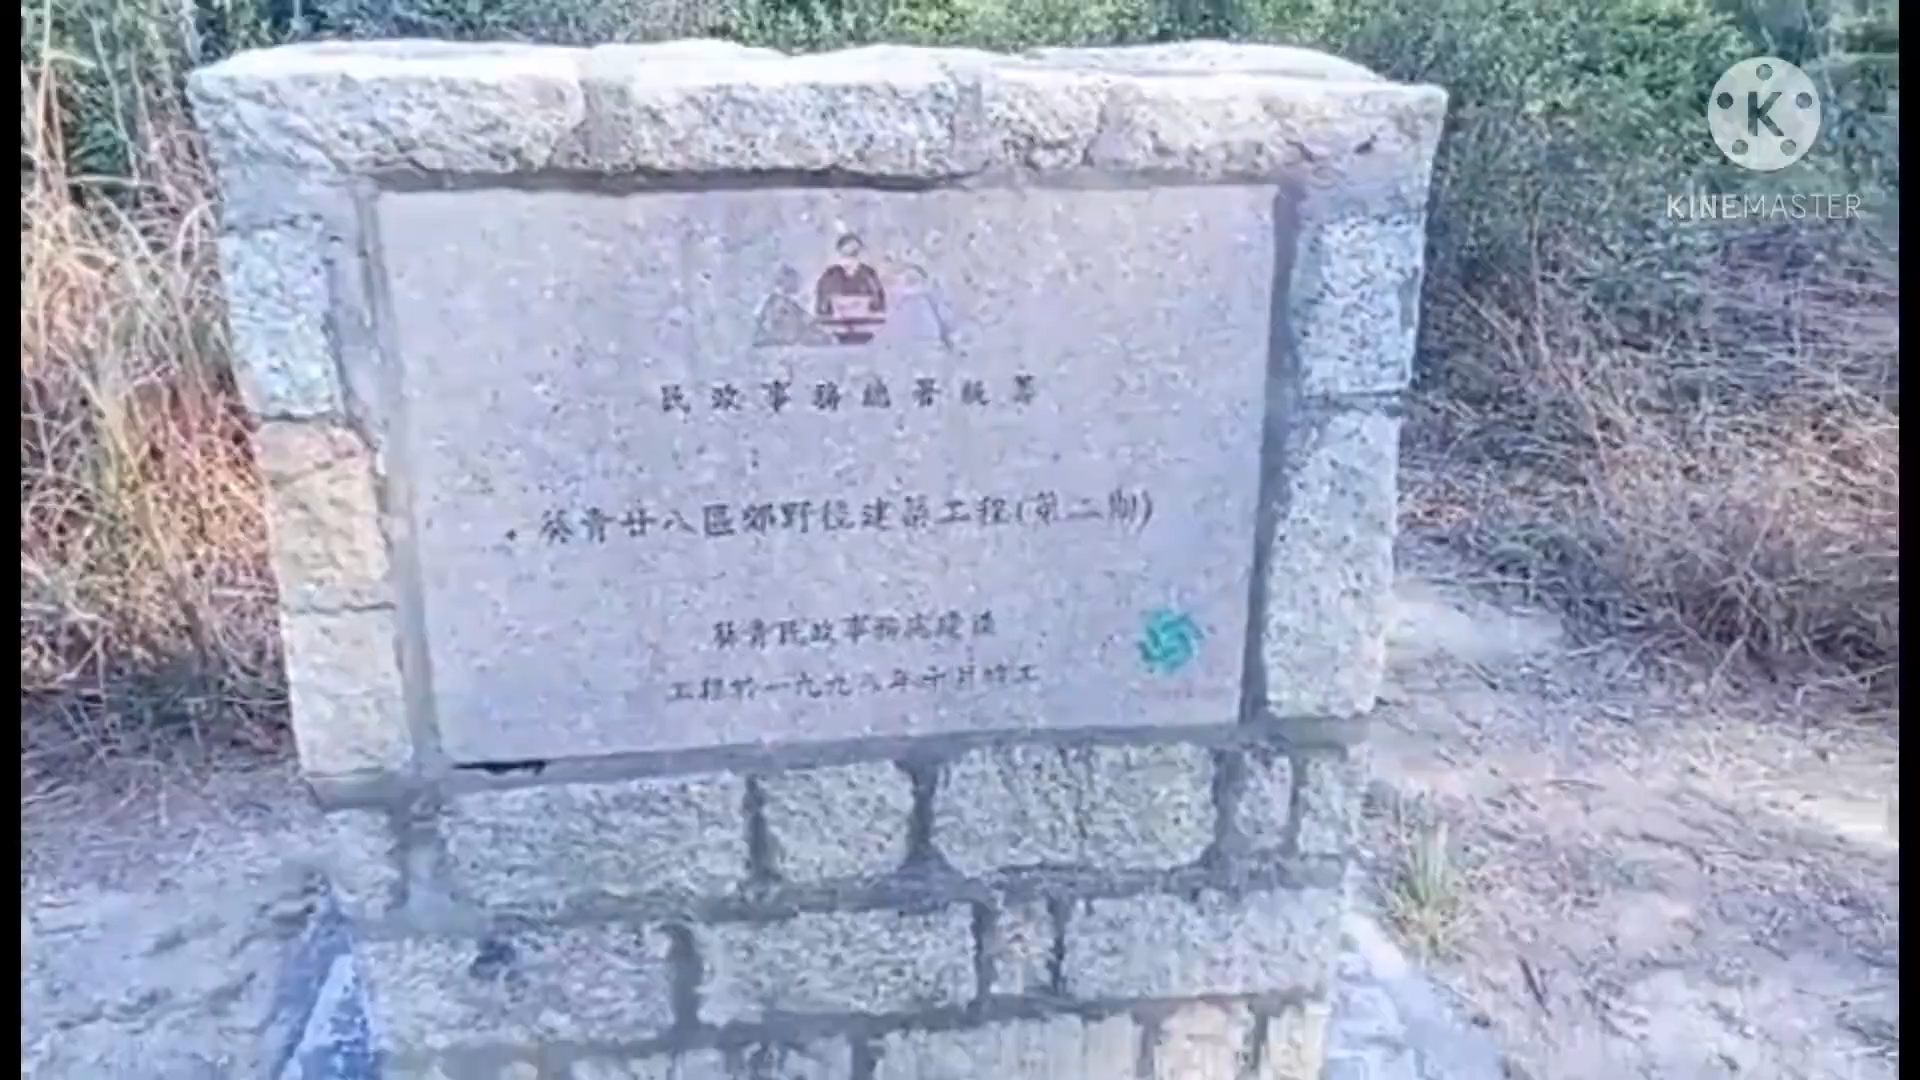 K
KINEMASTER
民政事務總署統籌
葵青廿八區郊野徑建築工程(第二期)
葵青民政事務處建造
工程於一九九八年十月竣工